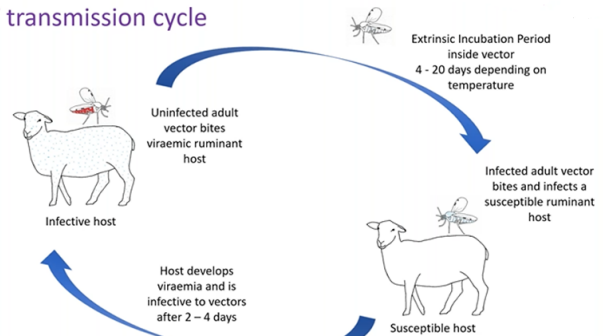 transmission cycle
Extrinsic Incubation Period
inside vector
4 - 20 days depending on
temperature
Uninfected adult
vector bites
viraemic ruminant
host
Infected adult vector
bites and infects a
susceptible ruminant
host
Infective host
Host develops
viraemia and is
infective to vectors
after 2 – 4 days
Susceptible host